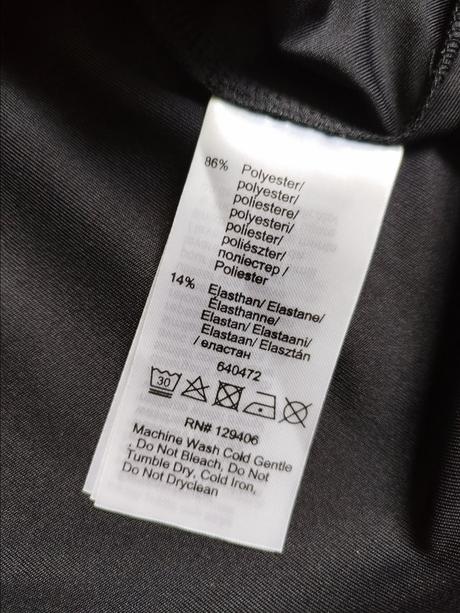 86% Polyester/
polyester/
poliestere/
polyesteri/
poliester/
poliészter/
поліестер /
Poliester
14% Elasthan/ Elastane/
Élasthanne/
Elastan/ Elastaani/
Elastaan/ Elasztán
/ еластан
640472
30
RN# 129406
Machine Wash Cold Gentle
, Do Not Bleach, Do Not
Tumble Dry, Cold Iron,
Do Not Dryclean